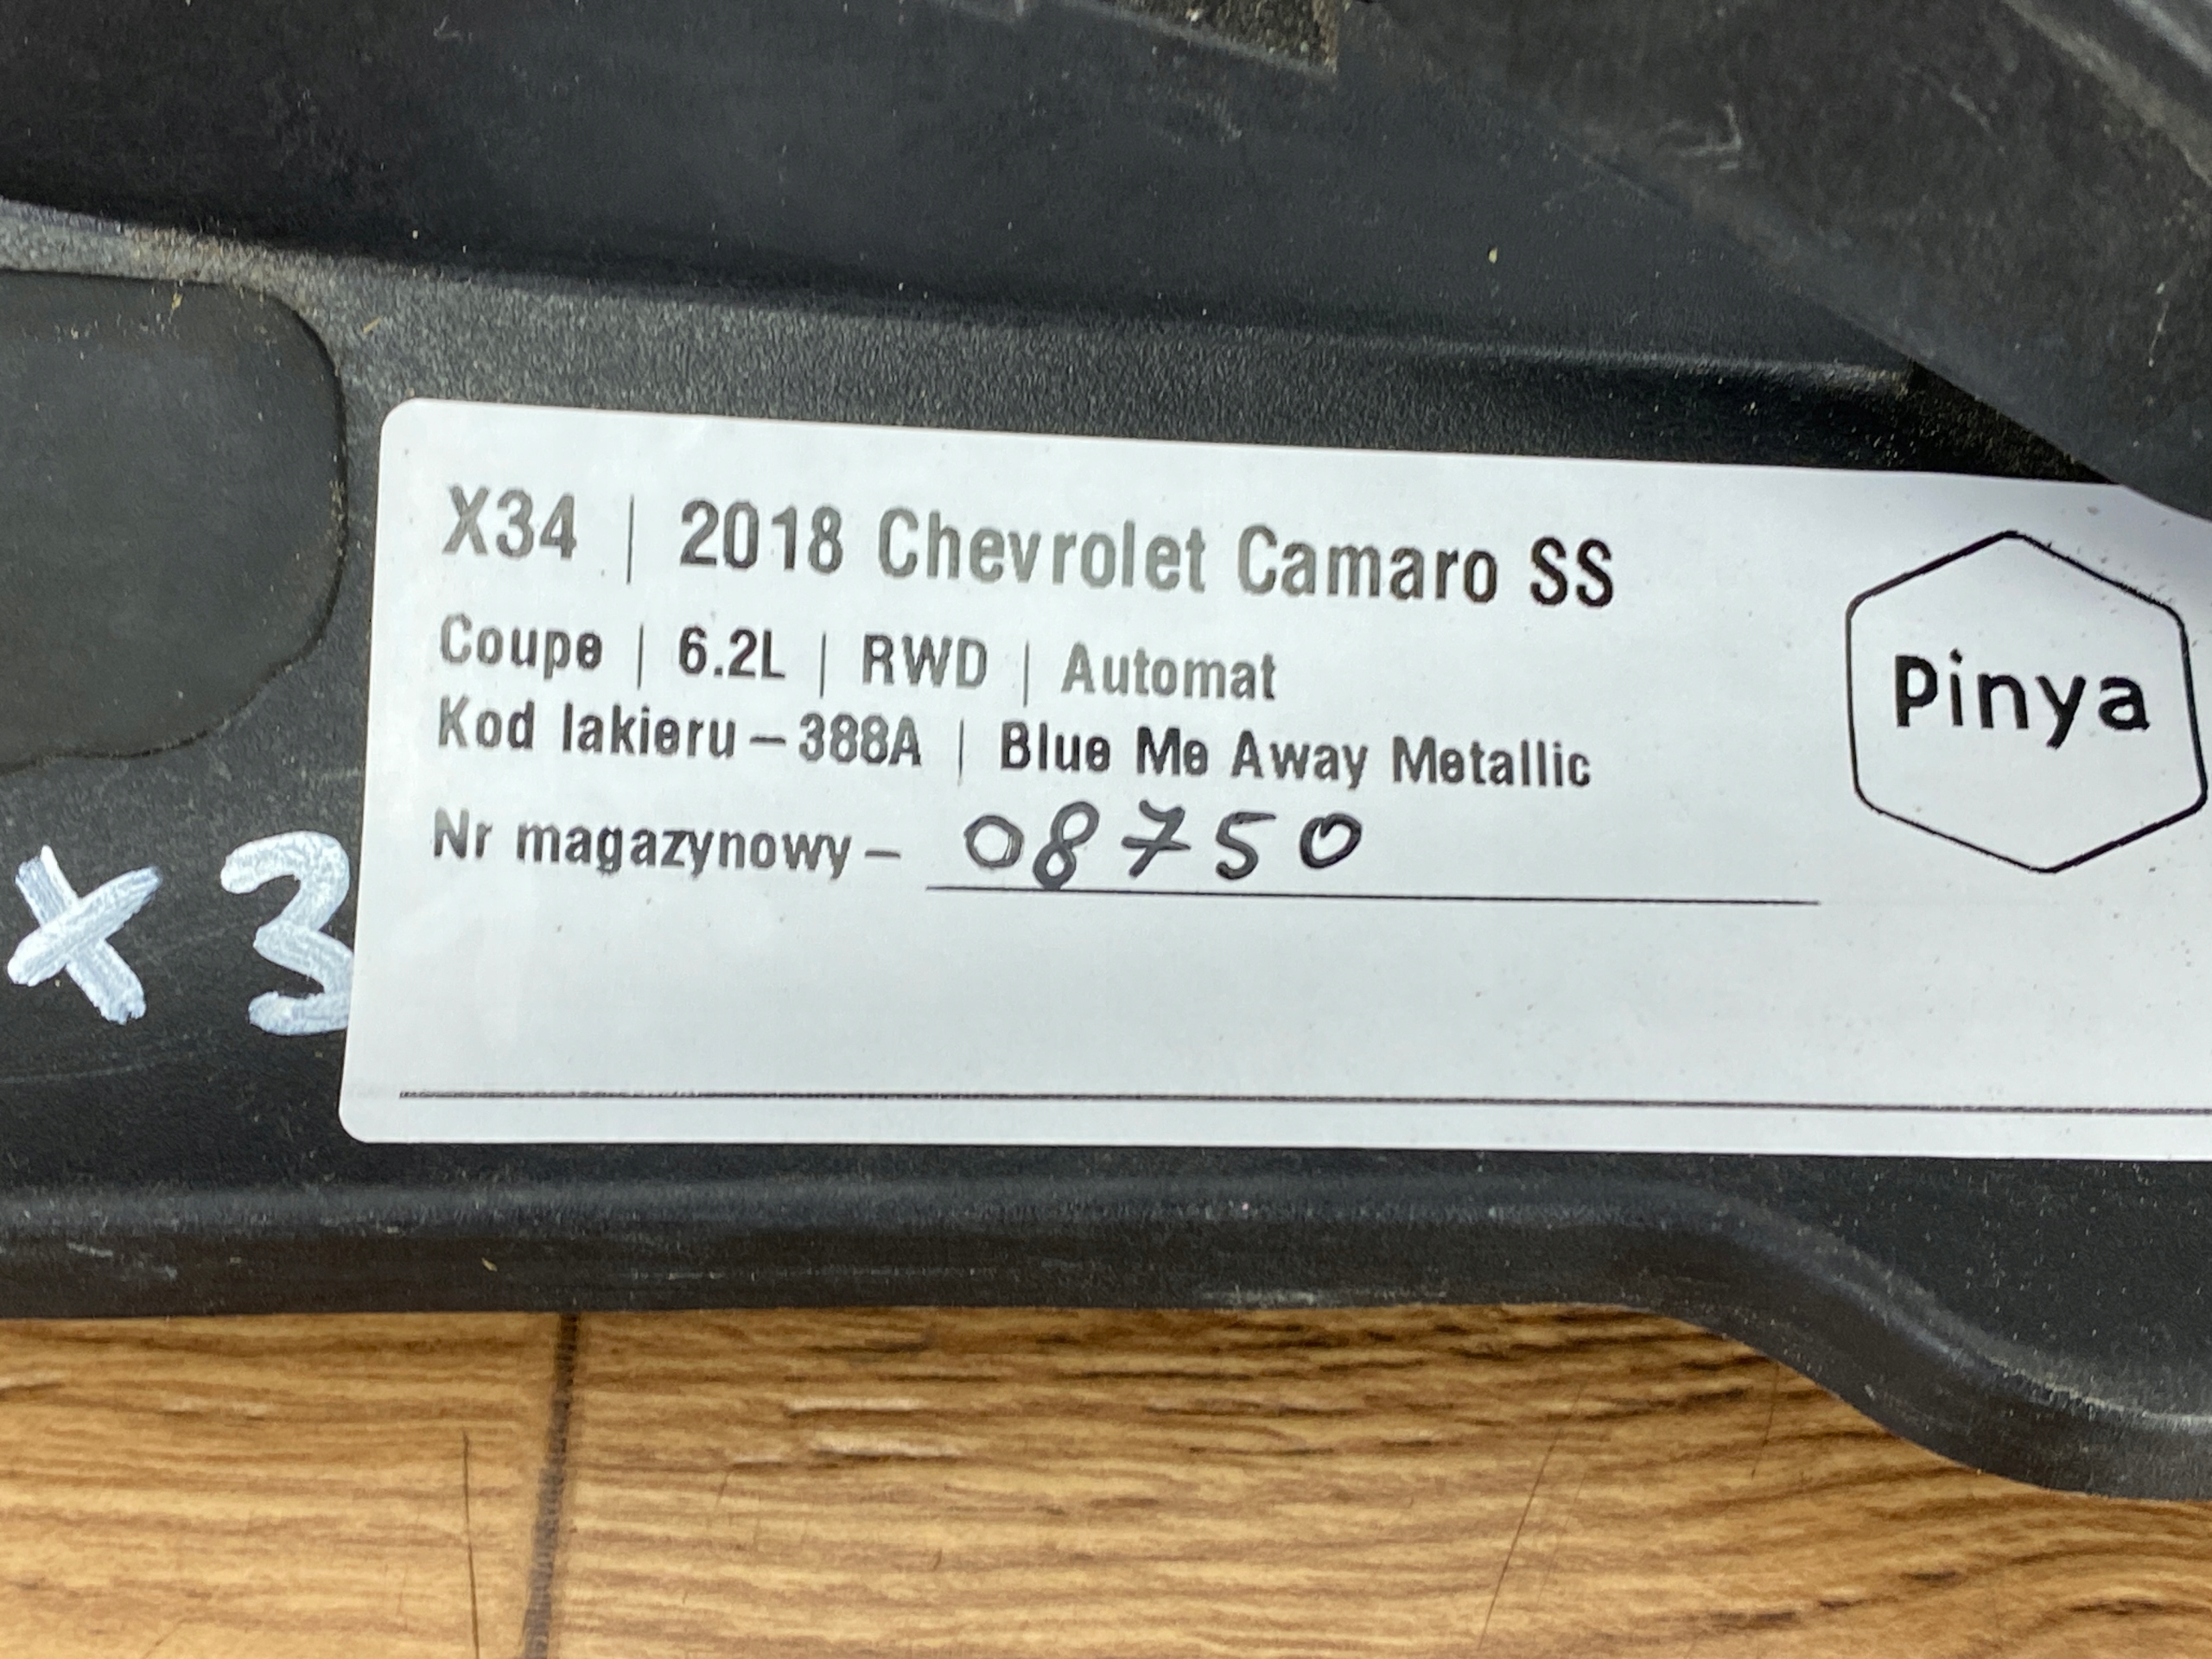 X34 | 2018 Chevrolet Camaro SS
Coupe | 6.2L | RWD | Automat
Kod lakieru – 388A | Blue Me Away Metallic
Nr magazynowy – 08750
Pinya
X3